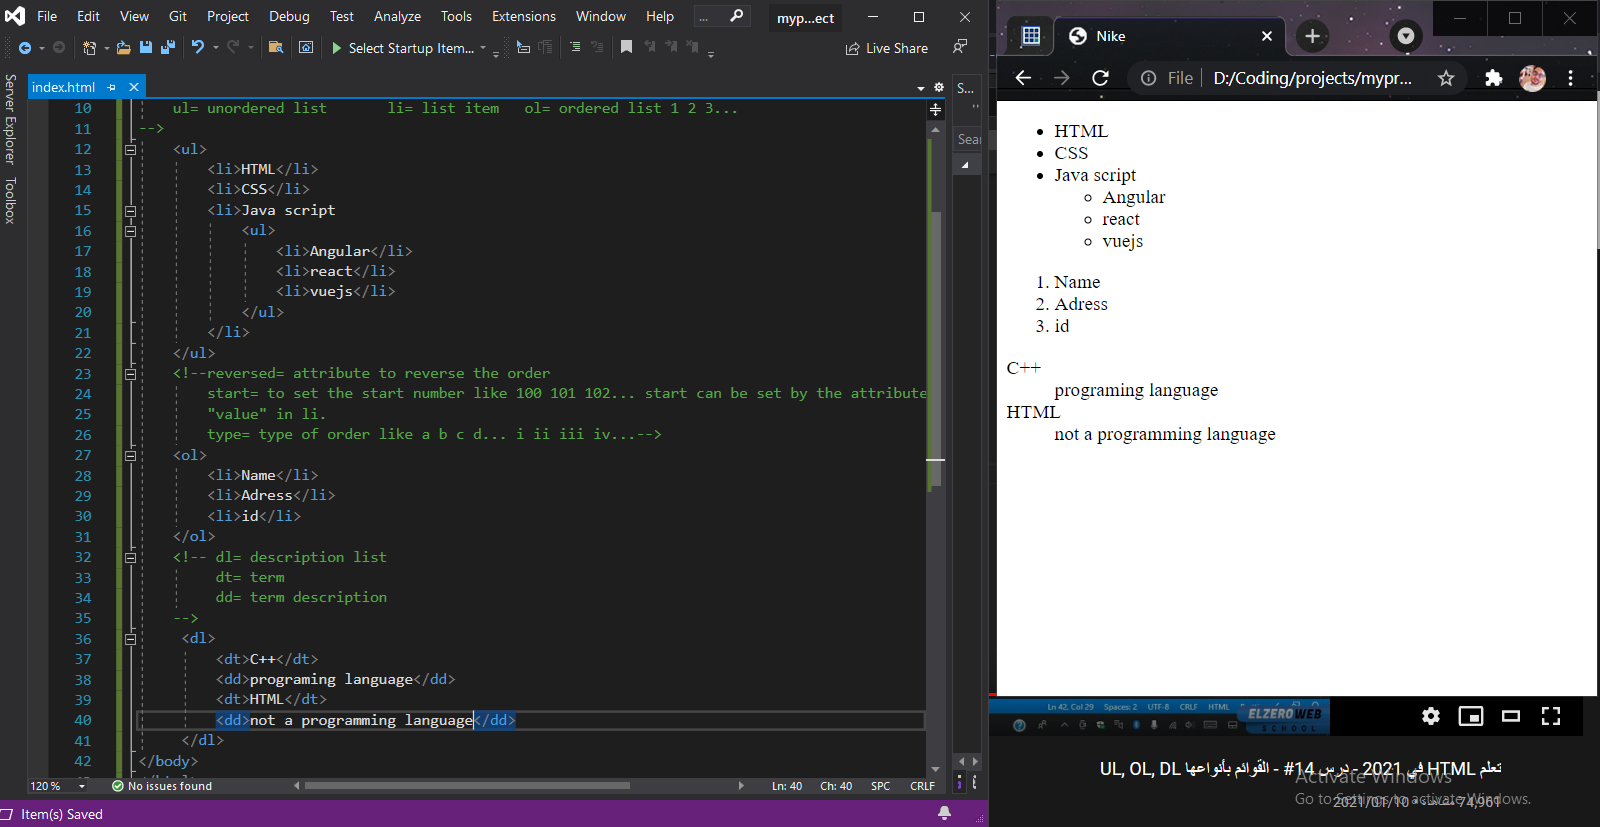 File Edit View Git Project Debug Test Analyze Tools Extensions Window Help ... myp...ect
Select Startup Item... Live Share
Server Explorer
Toolbox
index.html
S...
Sear
10 ul= unordered list li= list item ol= ordered list 1 2 3...
11 -->
12 <ul>
13 <li>HTML</li>
14 <li>CSS</li>
15 <li>Java script
16 <ul>
17 <li>Angular</li>
18 <li>react</li>
19 <li>vuejs</li>
20 </ul>
21 </li>
22 </ul>
23 <!--reversed= attribute to reverse the order
24 start= to set the start number like 100 101 102... start can be set by the attribute
25 "value" in li.
26 type= type of order like a b c d... i ii iii iv...-->
27 <ol>
28 <li>Name</li>
29 <li>Adress</li>
30 <li>id</li>
31 </ol>
32 <!-- dl= description list
33 dt= term
34 dd= term description
35 -->
36 <dl>
37 <dt>C++</dt>
38 <dd>programing language</dd>
39 <dt>HTML</dt>
40 <dd>not a programming language</dd>
41 </dl>
42 </body>
120 % No issues found Ln: 40 Ch: 40 SPC CRLF
Item(s) Saved
Nike
File D:/Coding/projects/mypr...
• HTML
• CSS
• Java script
◦ Angular
◦ react
◦ vuejs
1. Name
2. Adress
3. id
C++
programing language
HTML
not a programming language
Ln 42, Col 29 Spaces: 2 UTF-8 CRLF HTML
ELZERO WEB
SCHOOL
تعلم HTML في 2021 - درس 14# - القوائم بأنواعها UL, OL, DL
Activate Windows
Go to Settings to activate Windows.
74,961
2021/01/10